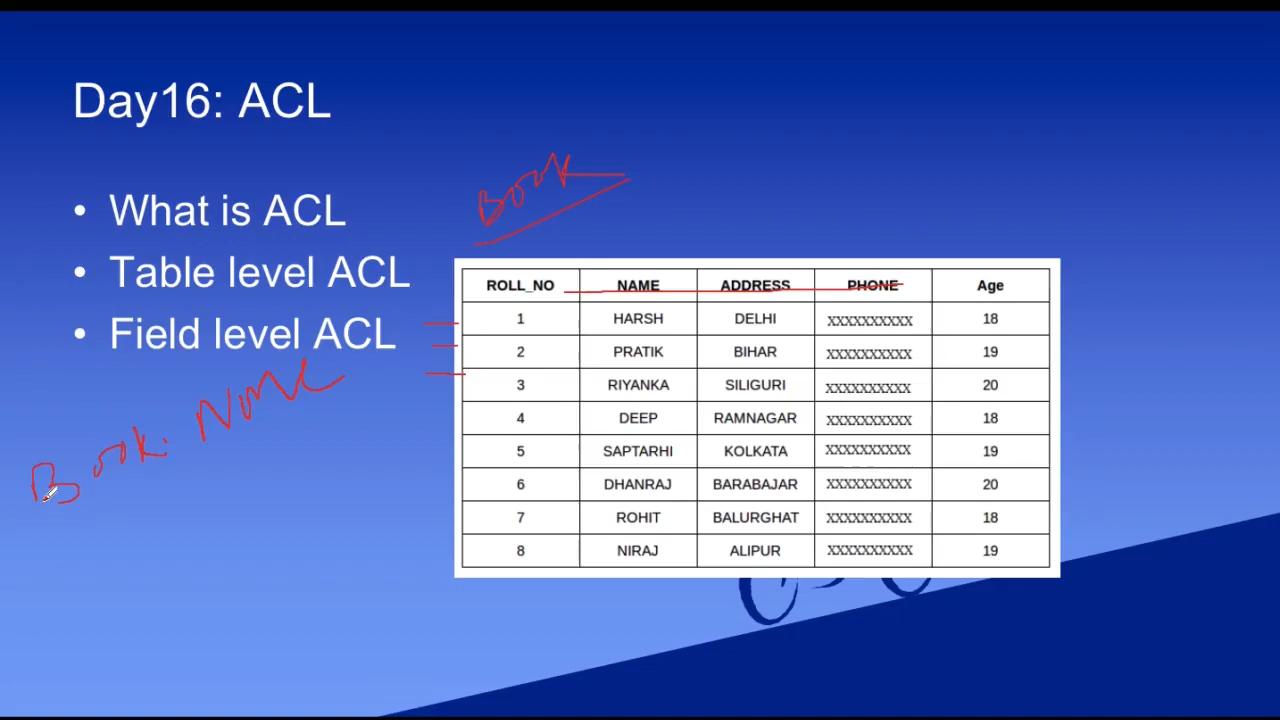 Day16: ACL
• What is ACL
• Table level ACL
• Field level ACL
Book
Book: None
ROLL_NO NAME ADDRESS PHONE Age
1 HARSH DELHI XXXXXXXXXX 18
2 PRATIK BIHAR XXXXXXXXXX 19
3 RIYANKA SILIGURI XXXXXXXXXX 20
4 DEEP RAMNAGAR XXXXXXXXXX 18
5 SAPTARHI KOLKATA XXXXXXXXXX 19
6 DHANRAJ BARABAJAR XXXXXXXXXX 20
7 ROHIT BALURGHAT XXXXXXXXXX 18
8 NIRAJ ALIPUR XXXXXXXXXX 19